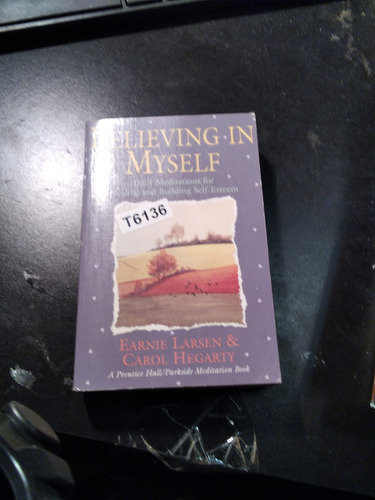 BELIEVING IN
MYSELF
Daily Meditations for
and Building Self-Esteem
T6136
EARNIE LARSEN &
CAROL HEGARTY
A Prentice Hall/Parkside Meditation Book